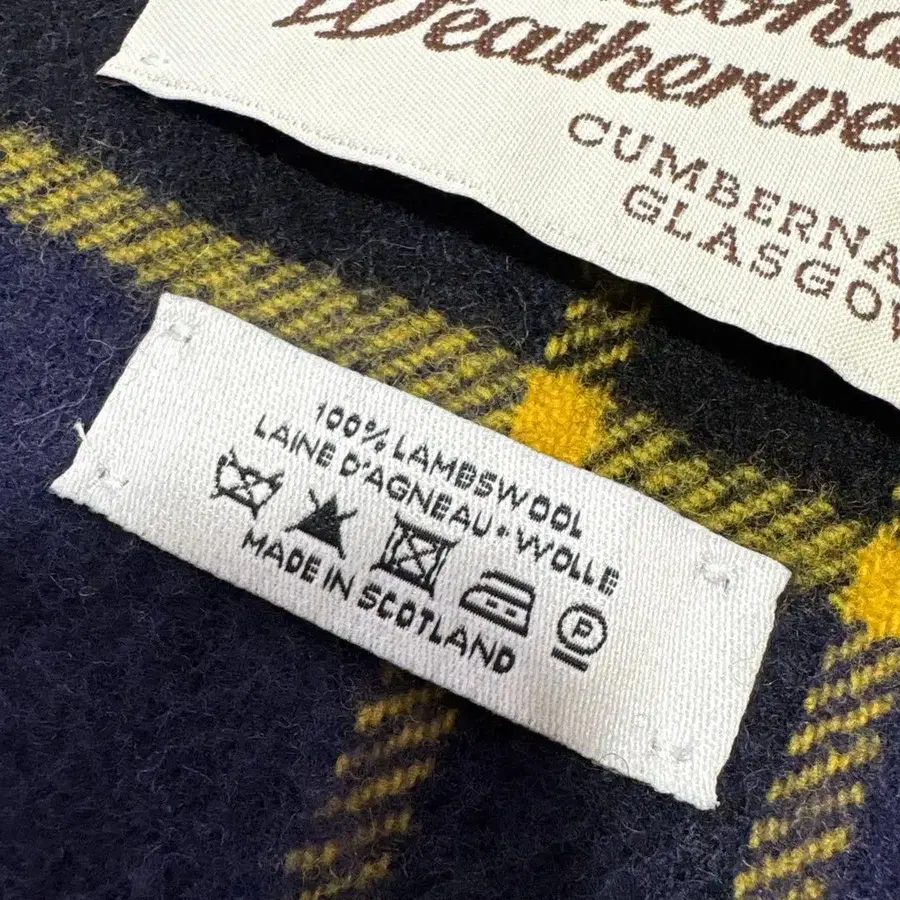 Weatherwe
CUMBERNA
GLASGOW
100% LAMBSWOOL
LAINE D'AGNEAU·WOLLE
P
MADE IN SCOTLAND